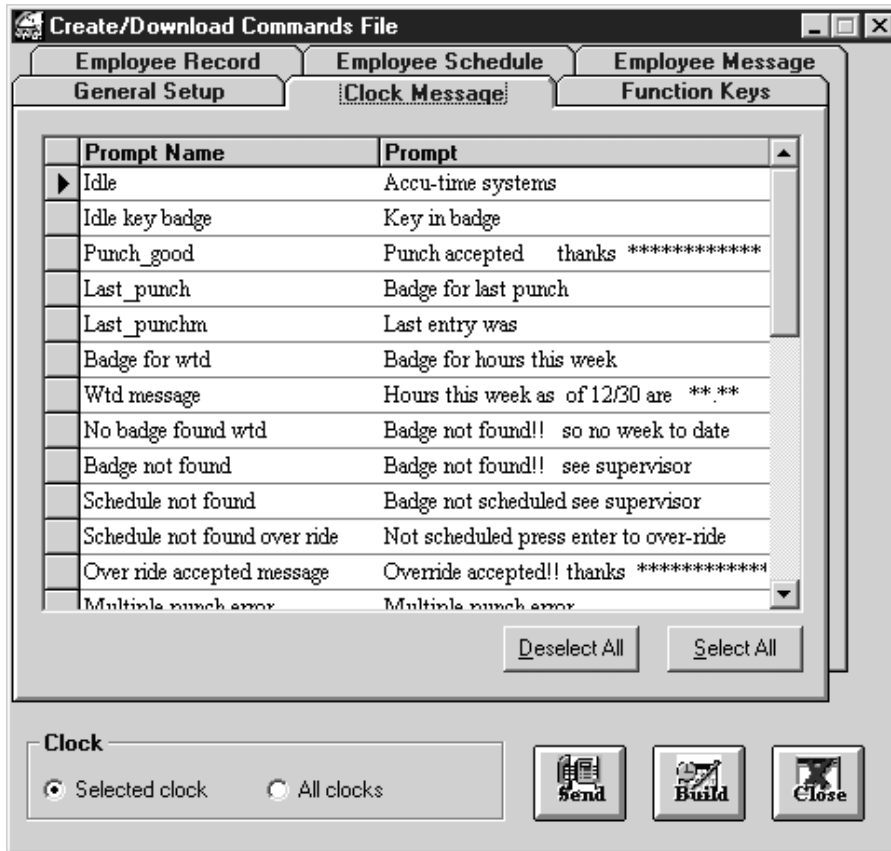 Create/Download Commands File
Employee Record Employee Schedule Employee Message
General Setup Clock Message Function Keys
Prompt Name Prompt
Idle Accu-time systems
Idle key badge Key in badge
Punch_good Punch accepted thanks ************
Last_punch Badge for last punch
Last_punchm Last entry was
Badge for wtd Badge for hours this week
Wtd message Hours this week as of 12/30 are **.**
No badge found wtd Badge not found!! so no week to date
Badge not found Badge not found!! see supervisor
Schedule not found Badge not scheduled see supervisor
Schedule not found over ride Not scheduled press enter to over-ride
Over ride accepted message Override accepted!! thanks ************
Multiple punch error Multiple punch error
Deselect All Select All
Clock
Selected clock All clocks
Send Build Close